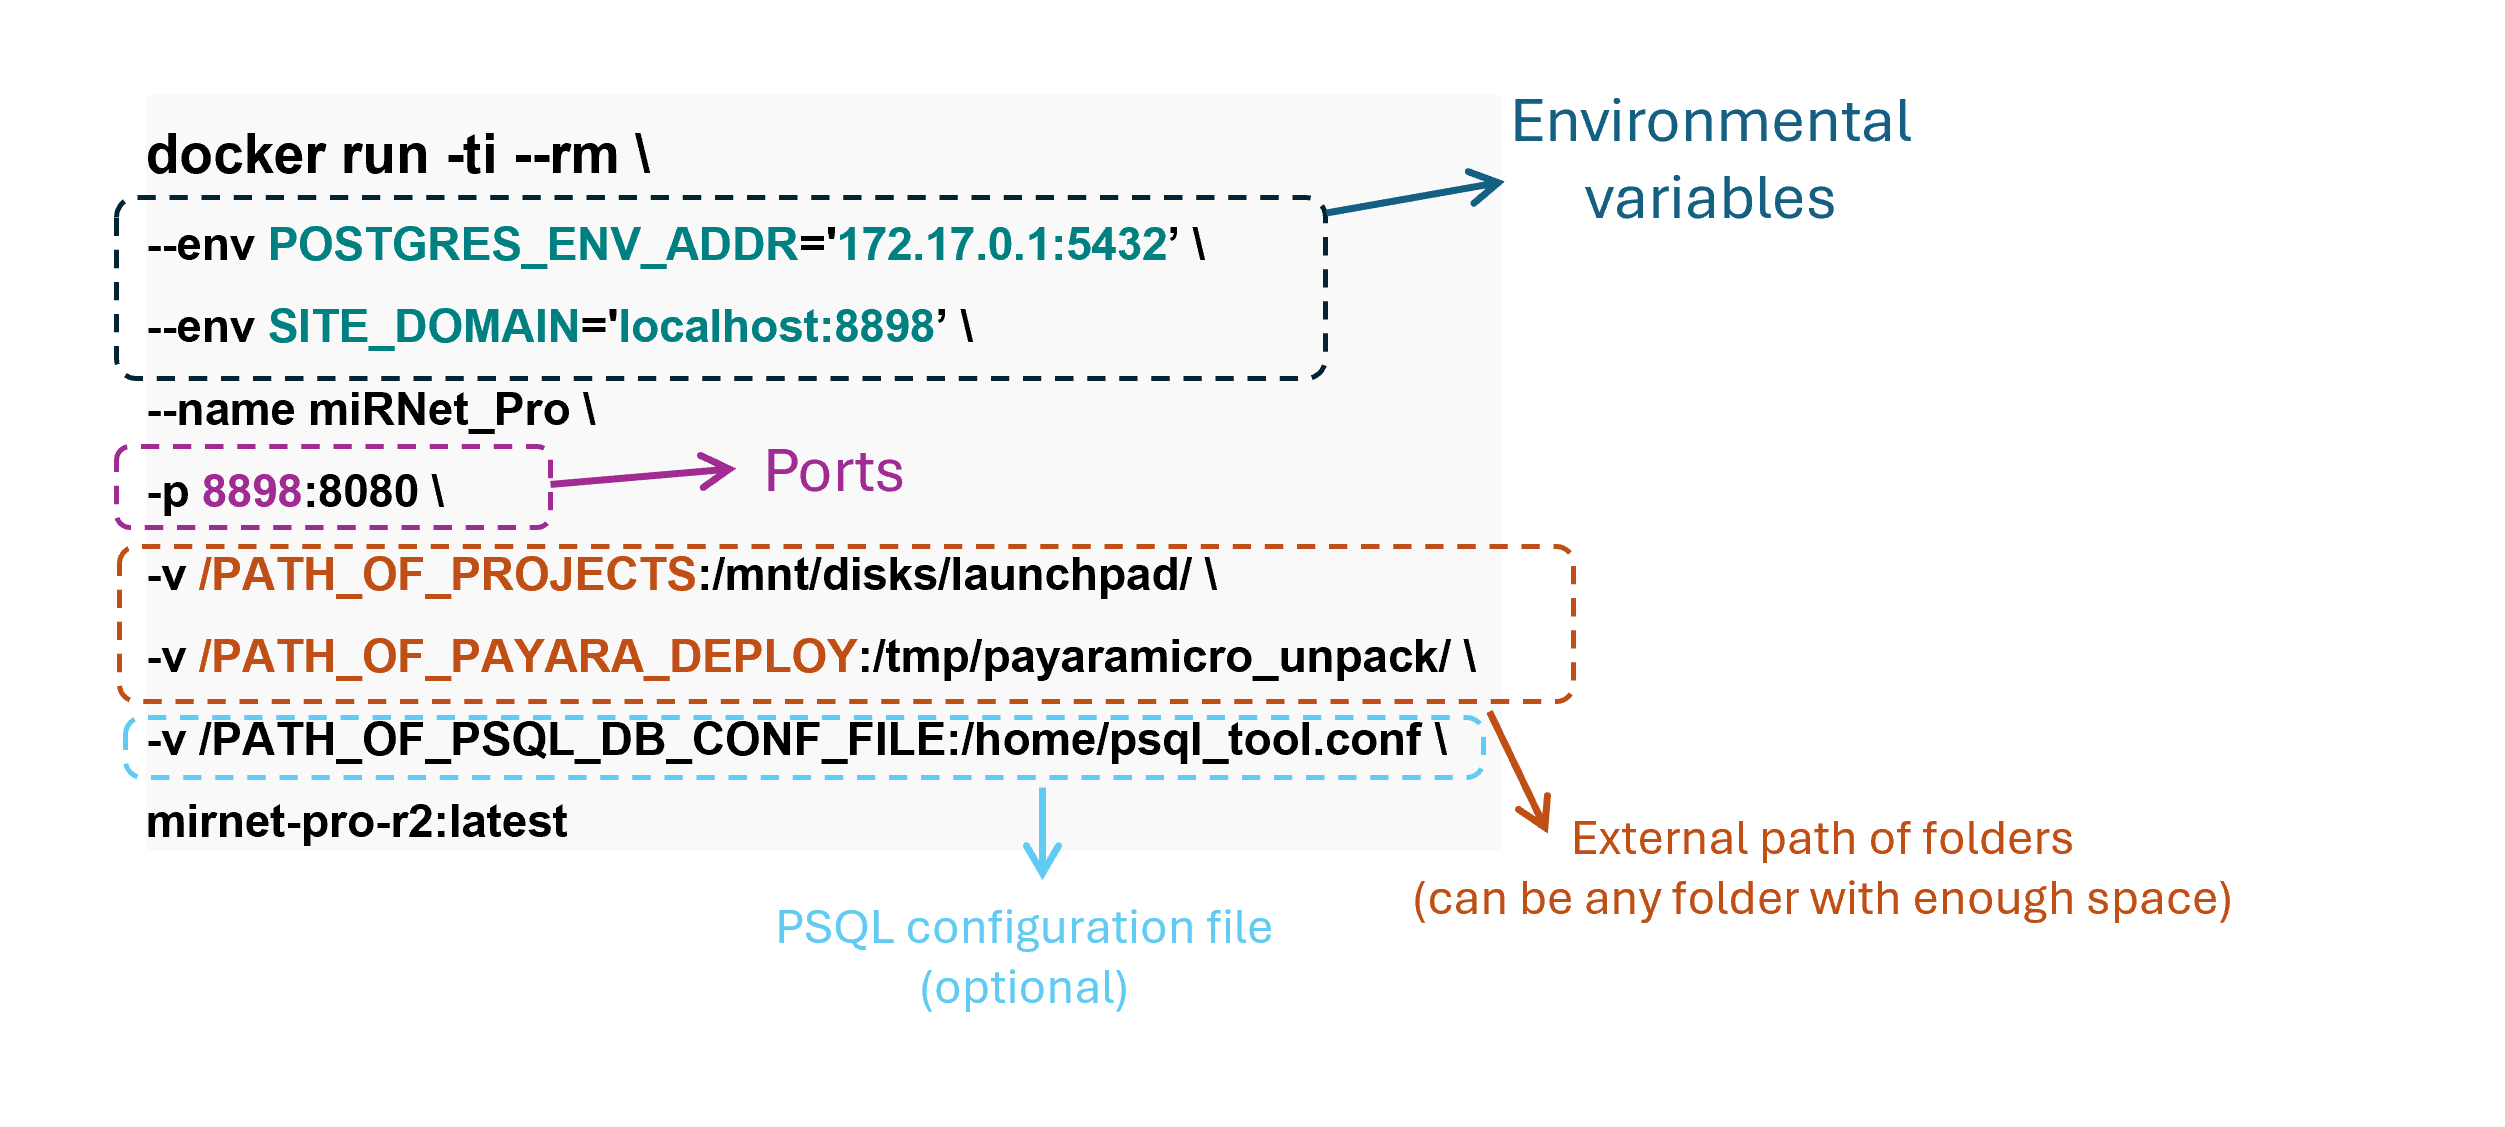 docker run -ti --rm \
--env POSTGRES_ENV_ADDR='172.17.0.1:5432’ \
--env SITE_DOMAIN='localhost:8898’ \
--name miRNet_Pro \
-p 8898:8080 \
-v /PATH_OF_PROJECTS:/mnt/disks/launchpad/ \
-v /PATH_OF_PAYARA_DEPLOY:/tmp/payaramicro_unpack/ \
-v /PATH_OF_PSQL_DB_CONF_FILE:/home/psql_tool.conf \
mirnet-pro-r2:latest
Environmental
variables
Ports
External path of folders
(can be any folder with enough space)
PSQL configuration file
(optional)